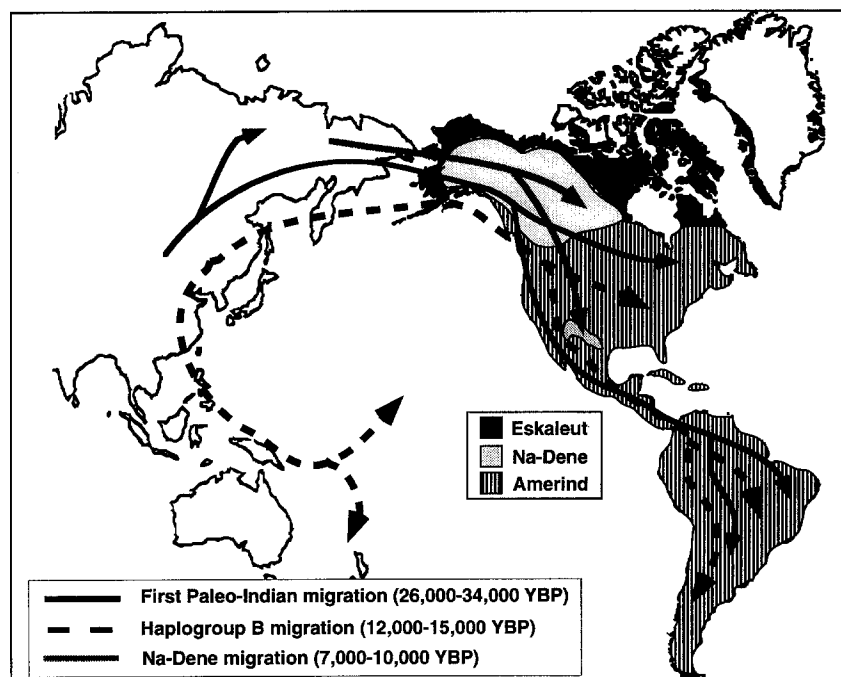 Eskaleut
Na-Dene
Amerind
First Paleo-Indian migration (26,000-34,000 YBP)
Haplogroup B migration (12,000-15,000 YBP)
Na-Dene migration (7,000-10,000 YBP)